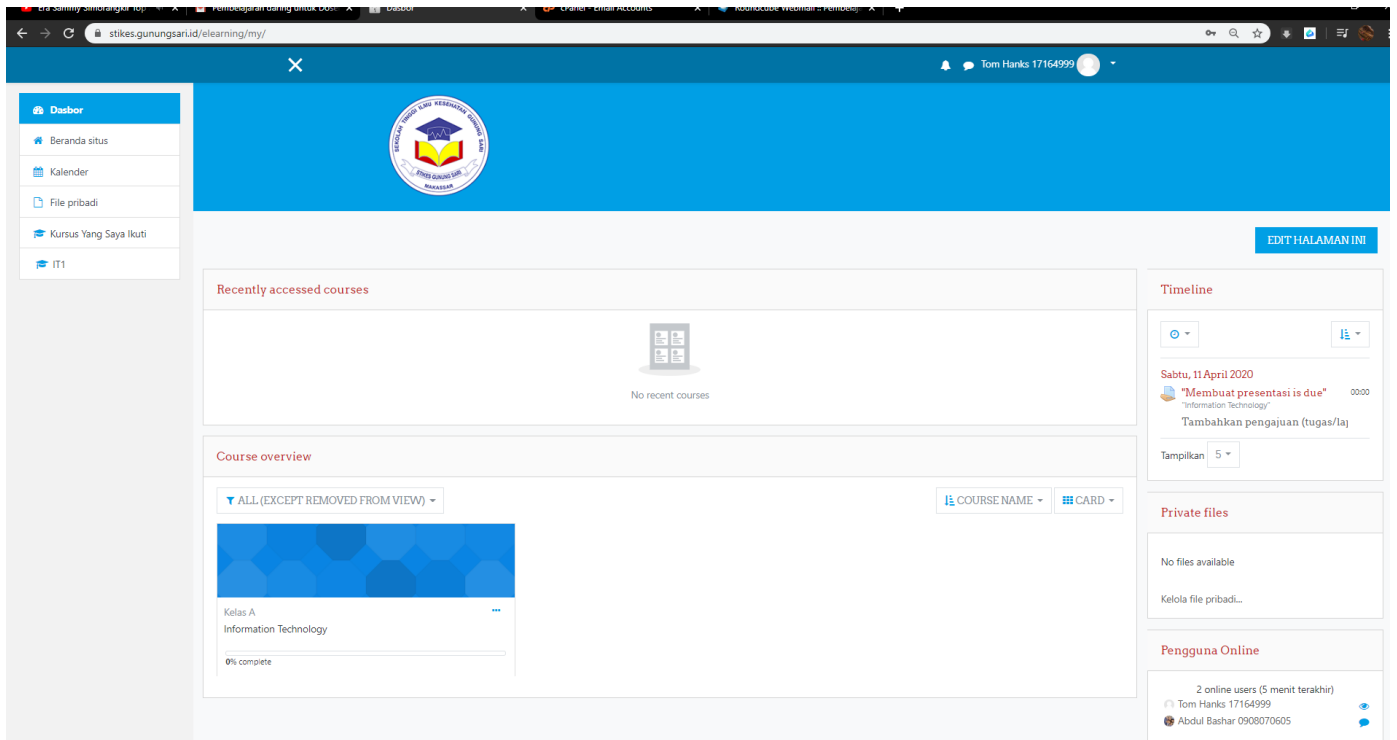 Era Sammy Simorangkir Top
Pembelajaran daring untuk Dose
Dasbor
cPanel - Email Accounts
Roundcube Webmail :: Pembelaj
stikes.gunungsari.id/elearning/my/
Tom Hanks 17164999
Dasbor
Beranda situs
Kalender
File pribadi
Kursus Yang Saya Ikuti
IT1
SEKOLAH TINGGI ILMU KESEHATAN GUNUNG SARI
STIKES GUNUNG SARI
MAKASSAR
EDIT HALAMAN INI
Recently accessed courses
No recent courses
Course overview
ALL (EXCEPT REMOVED FROM VIEW)
COURSE NAME
CARD
Kelas A
Information Technology
0% complete
Timeline
Sabtu, 11 April 2020
"Membuat presentasi is due" 00:00
"Information Technology"
Tambahkan pengajuan (tugas/lap
Tampilkan 5
Private files
No files available
Kelola file pribadi...
Pengguna Online
2 online users (5 menit terakhir)
Tom Hanks 17164999
Abdul Bashar 0908070605